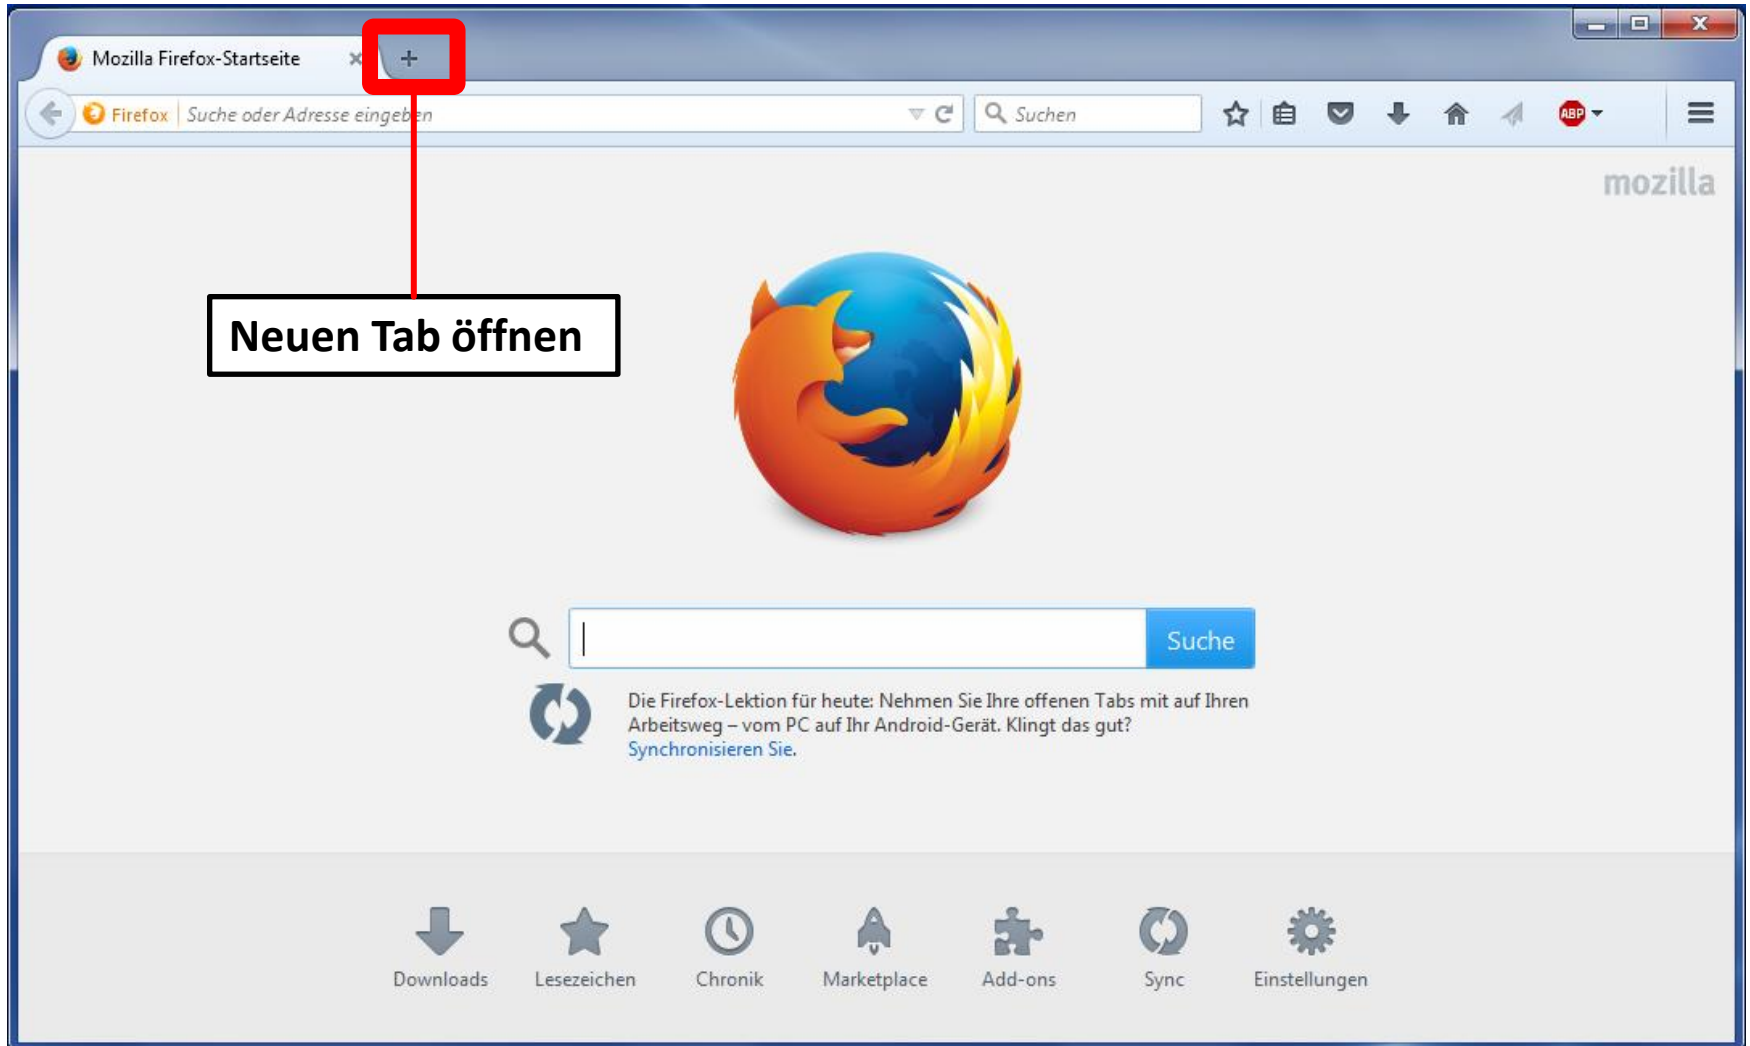 Mozilla Firefox-Startseite
Firefox Suche oder Adresse eingeben
Suchen
ABP
mozilla
Neuen Tab öffnen
Suche
Die Firefox-Lektion für heute: Nehmen Sie Ihre offenen Tabs mit auf Ihren
Arbeitsweg – vom PC auf Ihr Android-Gerät. Klingt das gut?
Synchronisieren Sie.
Downloads Lesezeichen Chronik Marketplace Add-ons Sync Einstellungen